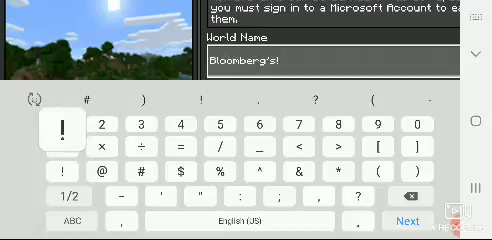 you must sign in to a Microsoft Account to ea
them.
World Name
Bloomberg's!
# ) ! . ? ( -
! 2 3 4 5 6 7 8 9 0
× ÷ = / _ < > [ ]
! @ # $ % ^ & * ( )
1/2 - ' " : ; , ?
ABC , English (US) . Next